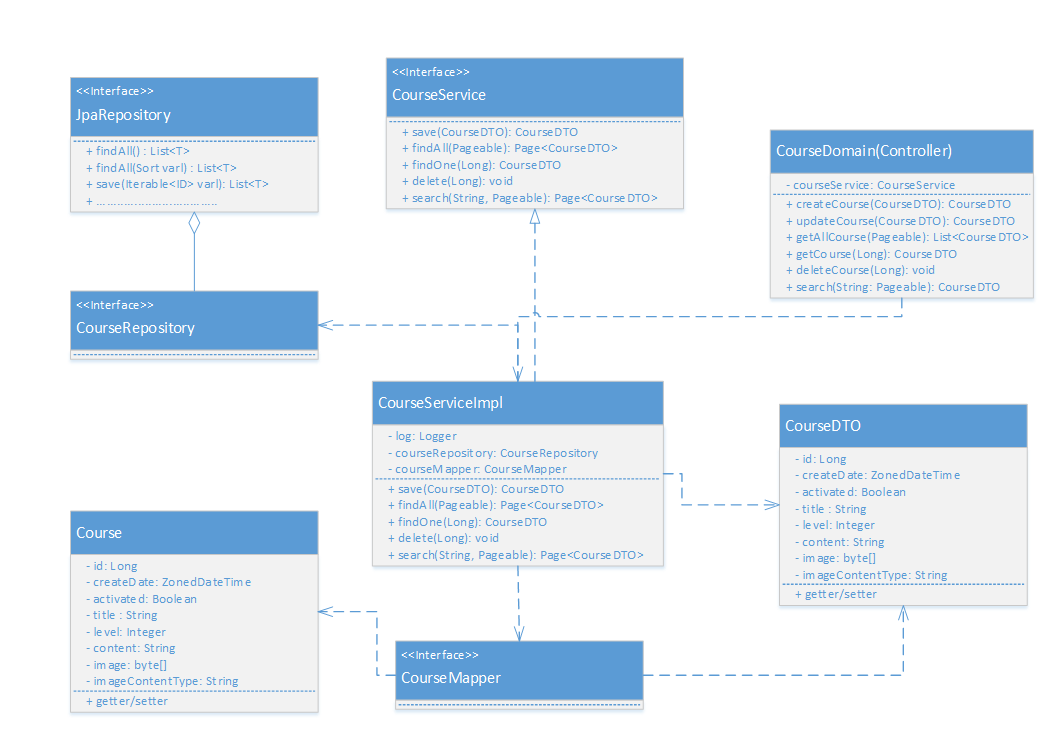 <<Interface>>
JpaRepository
+ findAll() : List<T>
+ findAll(Sort varl) : List<T>
+ save(Iterable<ID> varl): List<T>
+ ....................................
<<Interface>>
CourseService
+ save(CourseDTO): CourseDTO
+ findAll(Pageable): Page<CourseDTO>
+ findOne(Long): CourseDTO
+ delete(Long): void
+ search(String, Pageable): Page<CourseDTO>
CourseDomain(Controller)
- courseService: CourseService
+ createCourse(CourseDTO): CourseDTO
+ updateCourse(CourseDTO): CourseDTO
+ getAllCourse(Pageable): List<CourseDTO>
+ getCourse(Long): CourseDTO
+ deleteCourse(Long): void
+ search(String: Pageable): CourseDTO
<<Interface>>
CourseRepository
CourseServiceImpl
- log: Logger
- courseRepository: CourseRepository
- courseMapper: CourseMapper
+ save(CourseDTO): CourseDTO
+ findAll(Pageable): Page<CourseDTO>
+ findOne(Long): CourseDTO
+ delete(Long): void
+ search(String, Pageable): Page<CourseDTO>
CourseDTO
- id: Long
- createDate: ZonedDateTime
- activated: Boolean
- title : String
- level: Integer
- content: String
- image: byte[]
- imageContentType: String
+ getter/setter
Course
- id: Long
- createDate: ZonedDateTime
- activated: Boolean
- title : String
- level: Integer
- content: String
- image: byte[]
- imageContentType: String
+ getter/setter
<<Interface>>
CourseMapper